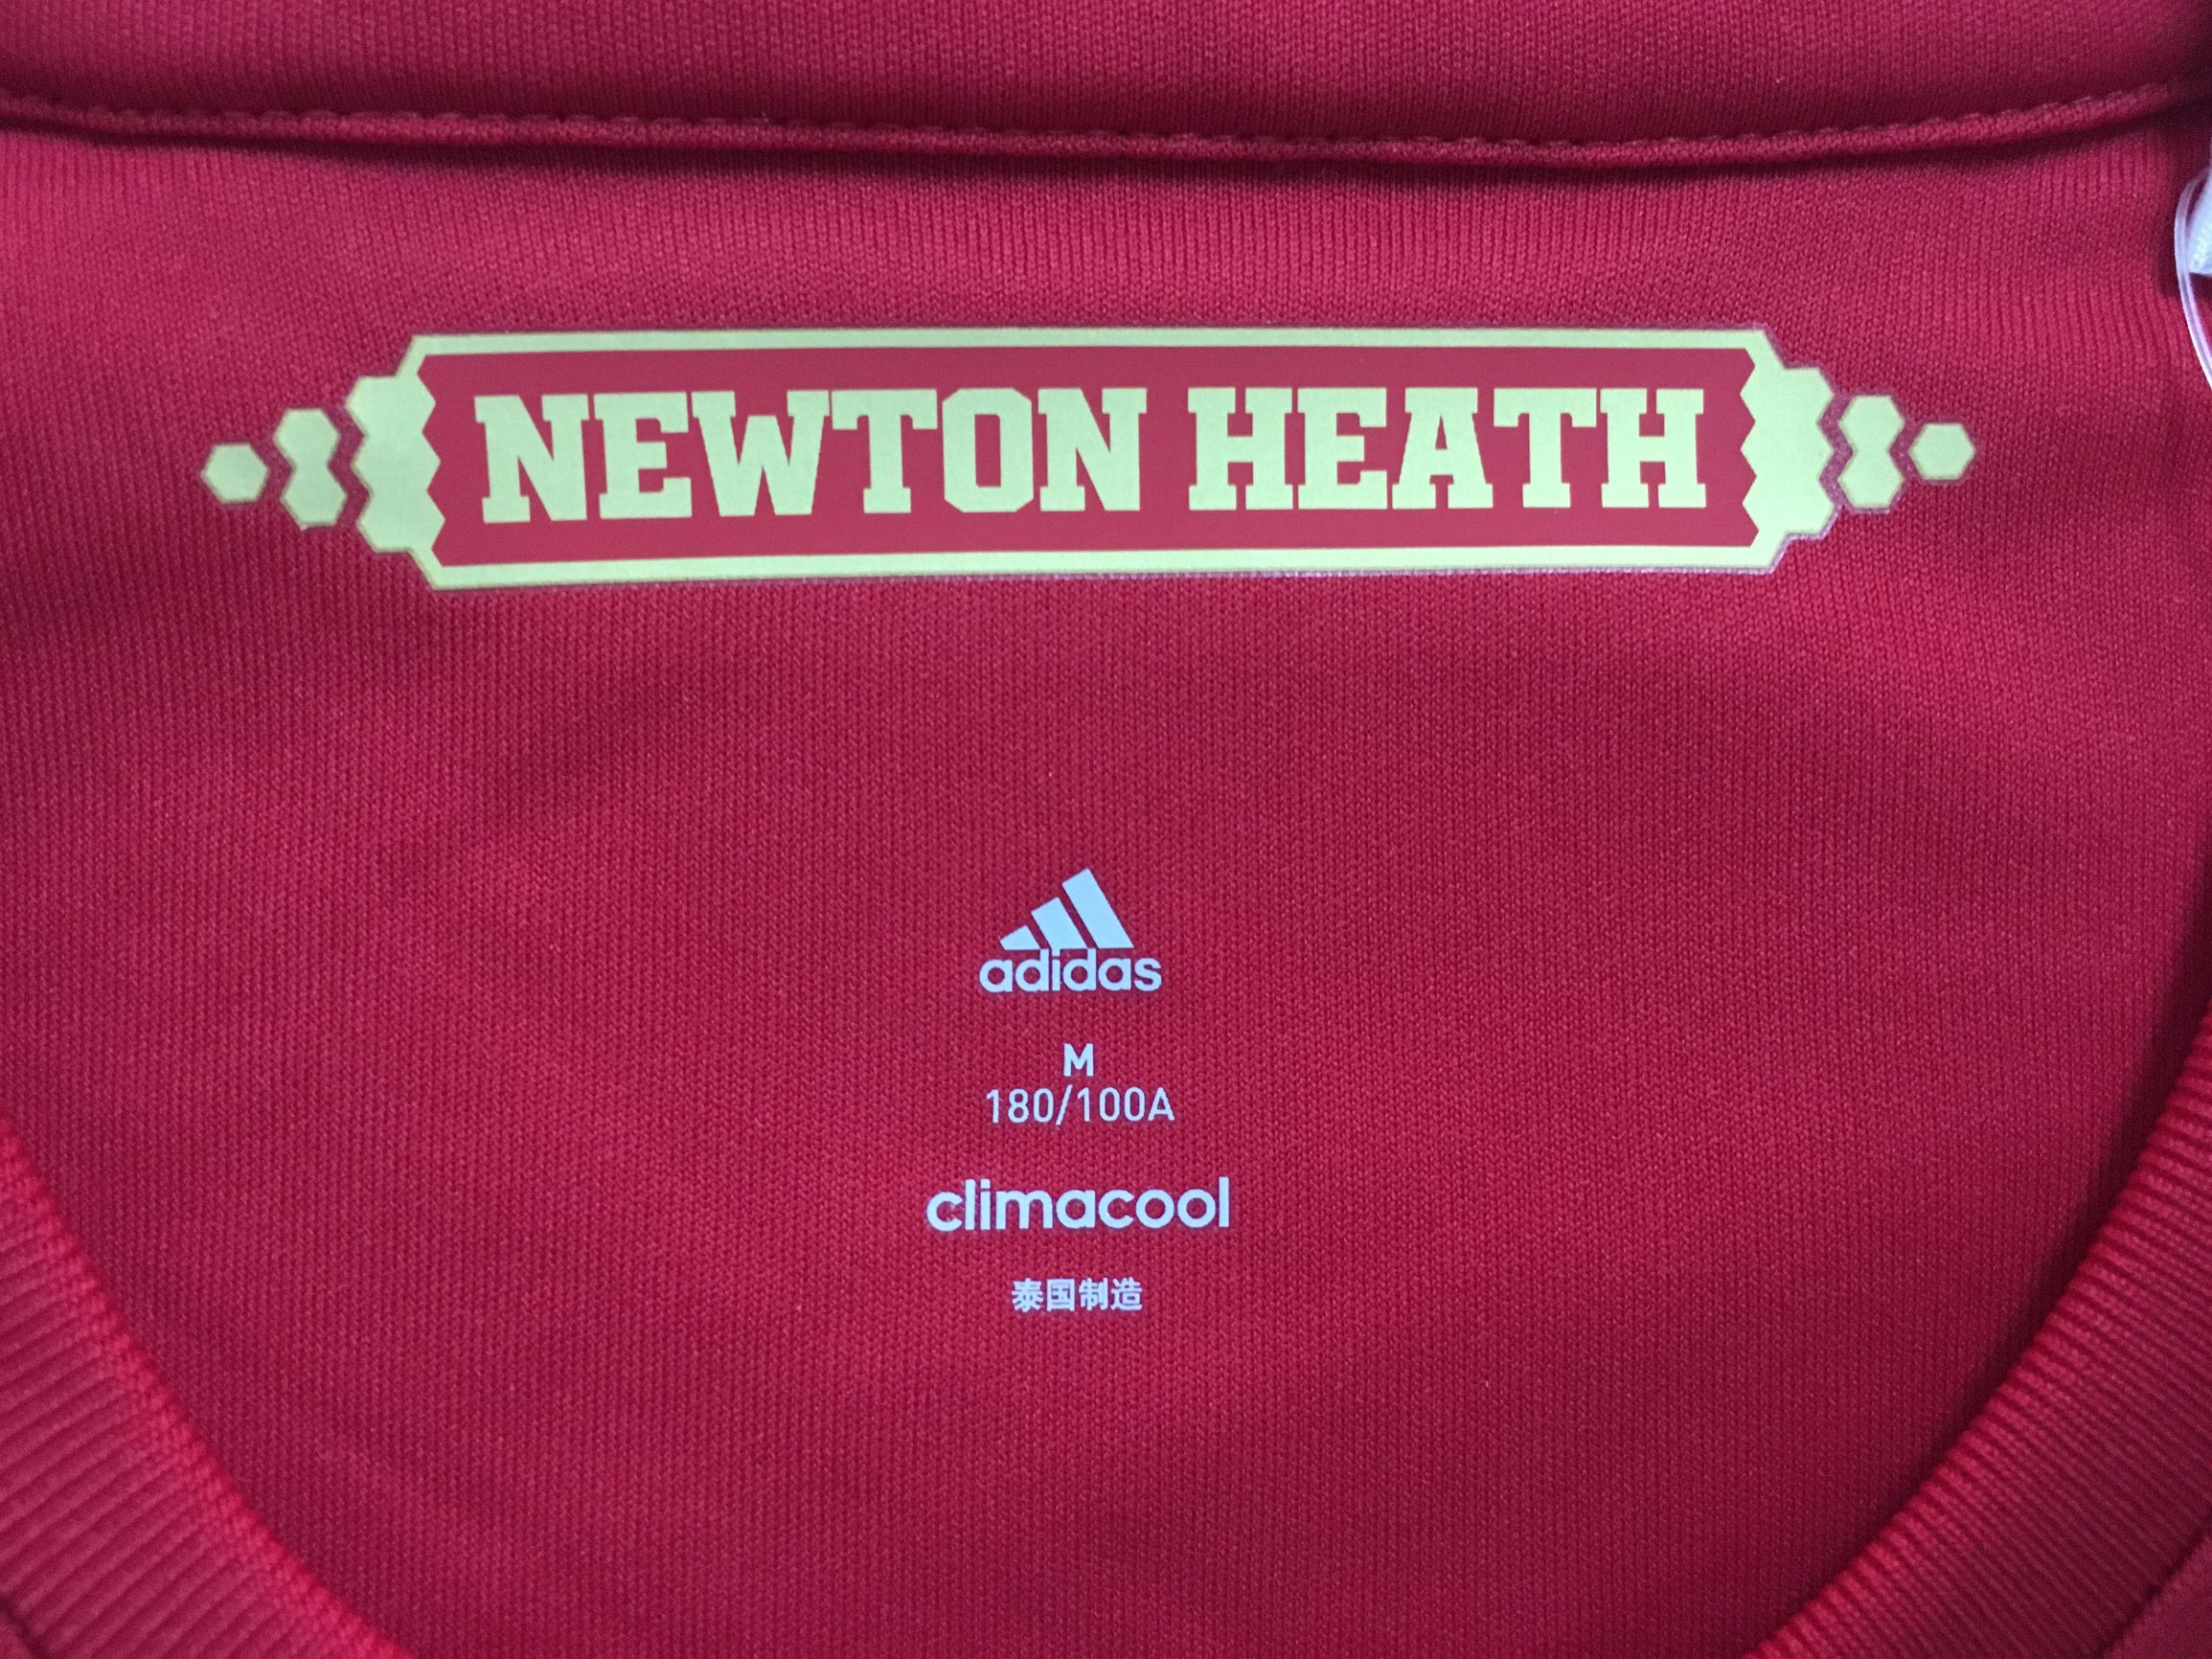 NEWTON HEATH
adidas
M
180/100A
climacool
泰国制造